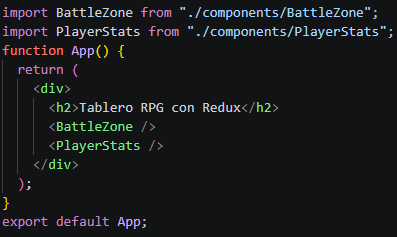 import BattleZone from "./components/BattleZone";
import PlayerStats from "./components/PlayerStats";
function App() {
  return (
    <div>
      <h2>Tablero RPG con Redux</h2>
      <BattleZone />
      <PlayerStats />
    </div>
  );
}
export default App;